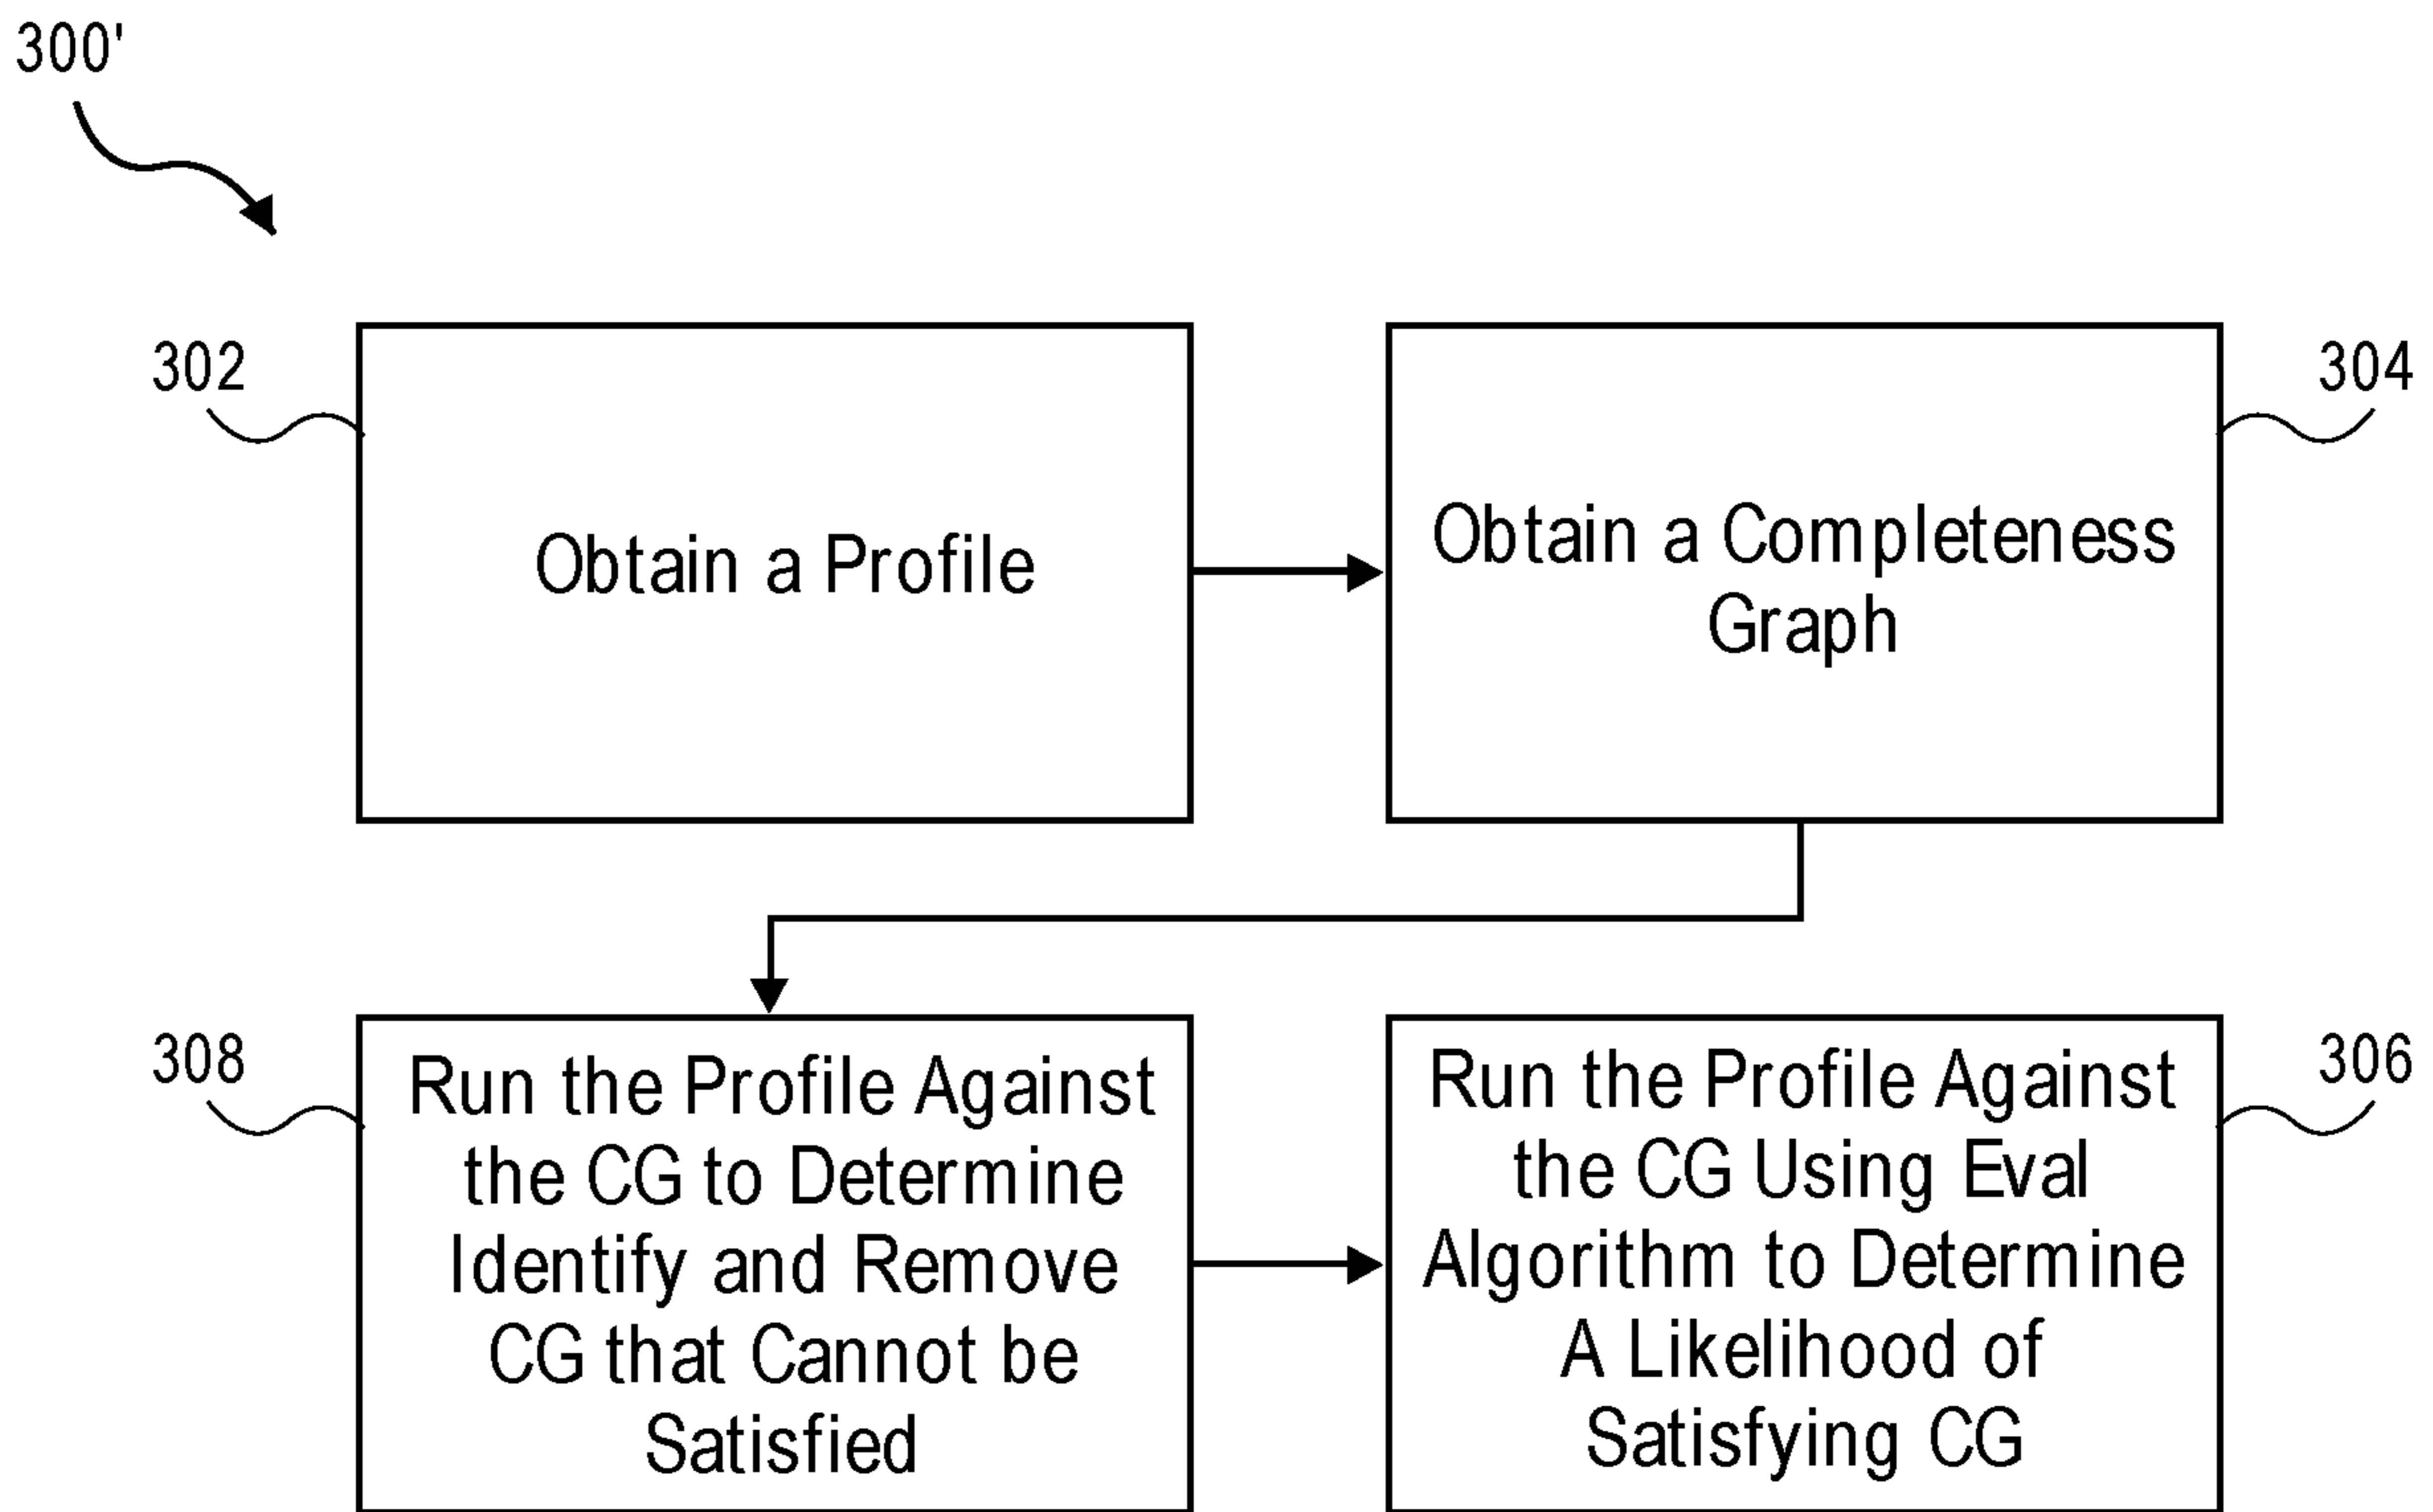 300'
302
Obtain a Profile
304
Obtain a Completeness
Graph
308
Run the Profile Against
the CG to Determine
Identify and Remove
CG that Cannot be
Satisfied
306
Run the Profile Against
the CG Using Eval
Algorithm to Determine
A Likelihood of
Satisfying CG